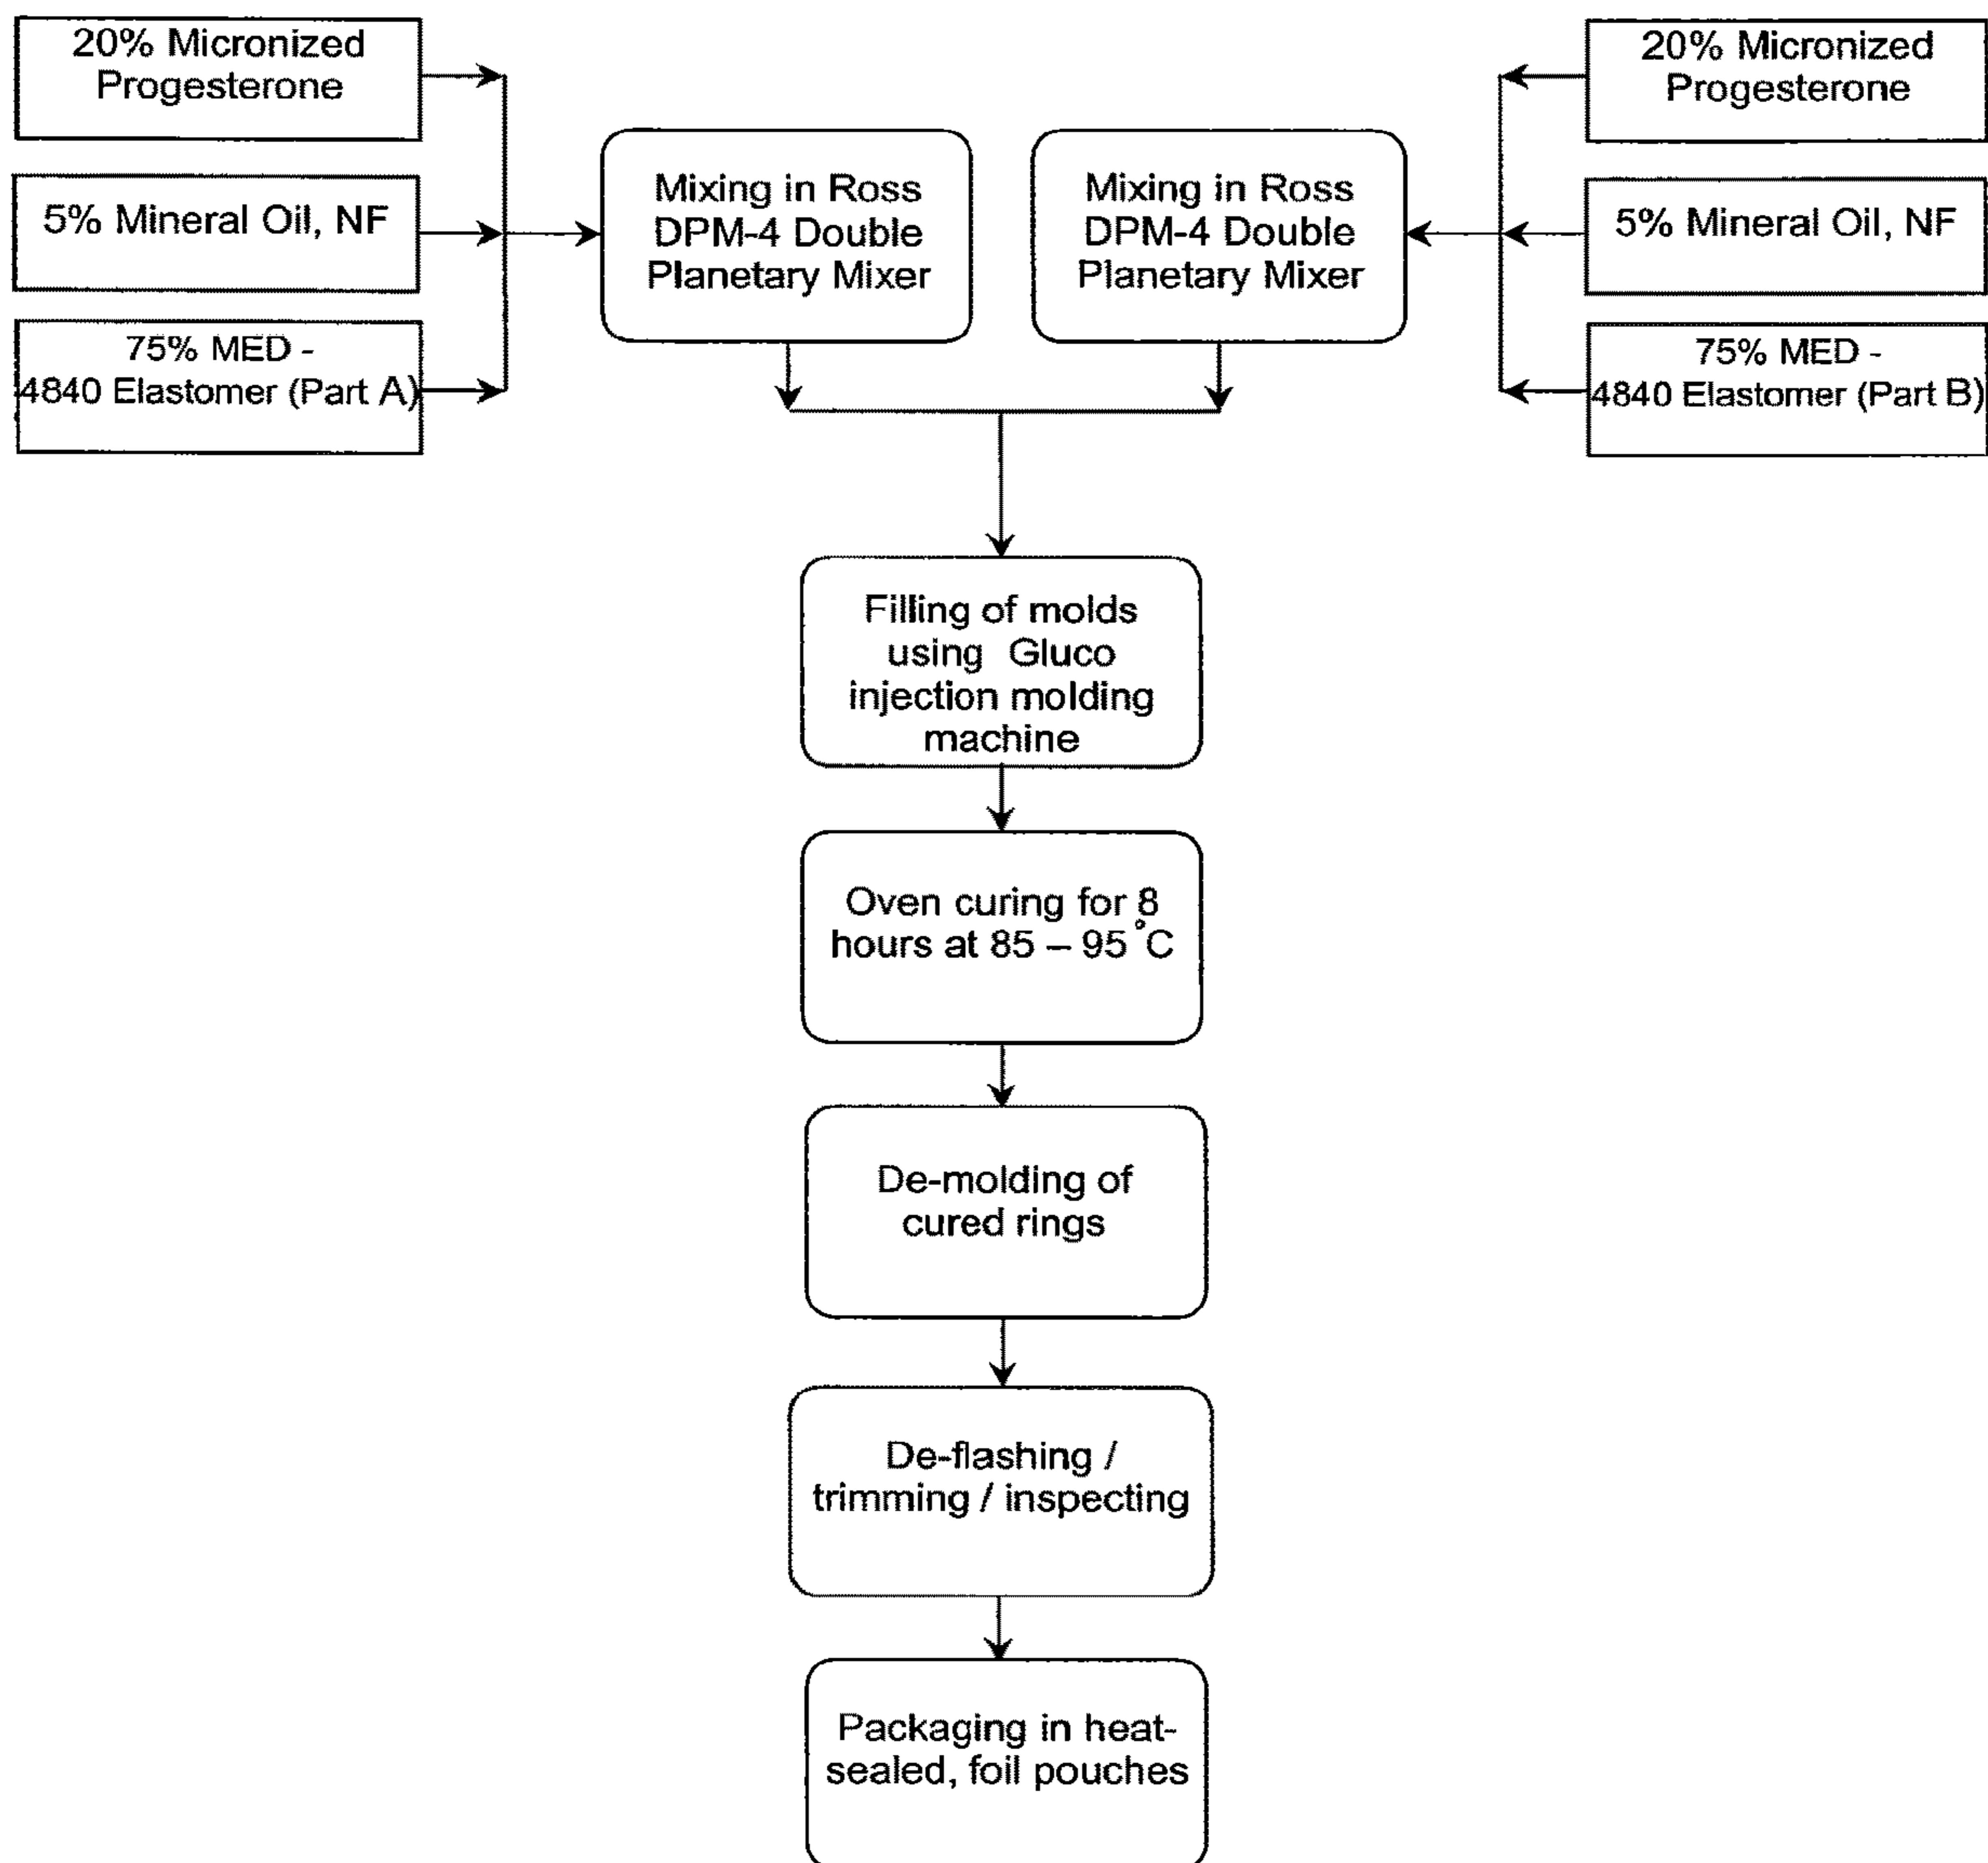 20% Micronized
Progesterone
5% Mineral Oil, NF
75% MED -
4840 Elastomer (Part A)
Mixing in Ross
DPM-4 Double
Planetary Mixer
Mixing in Ross
DPM-4 Double
Planetary Mixer
20% Micronized
Progesterone
5% Mineral Oil, NF
75% MED -
4840 Elastomer (Part B)
Filling of molds
using Gluco
injection molding
machine
Oven curing for 8
hours at 85 – 95 °C
De-molding of
cured rings
De-flashing /
trimming / inspecting
Packaging in heat-
sealed, foil pouches